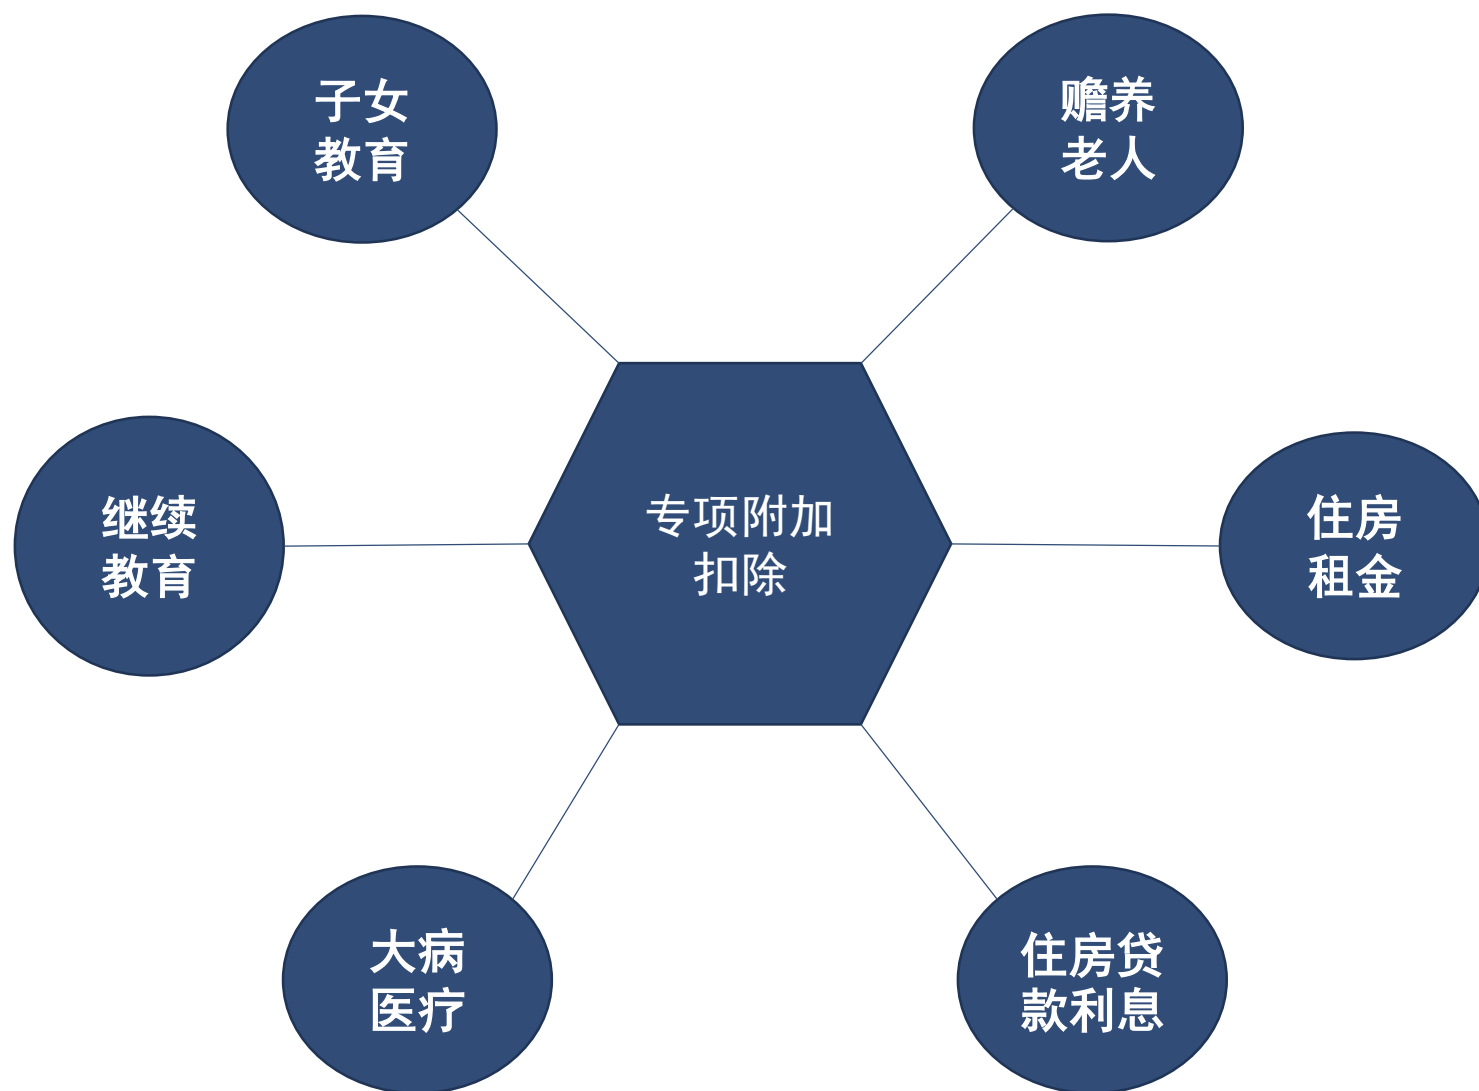 子女
教育
赡养
老人
继续
教育
专项附加
扣除
住房
租金
大病
医疗
住房贷
款利息